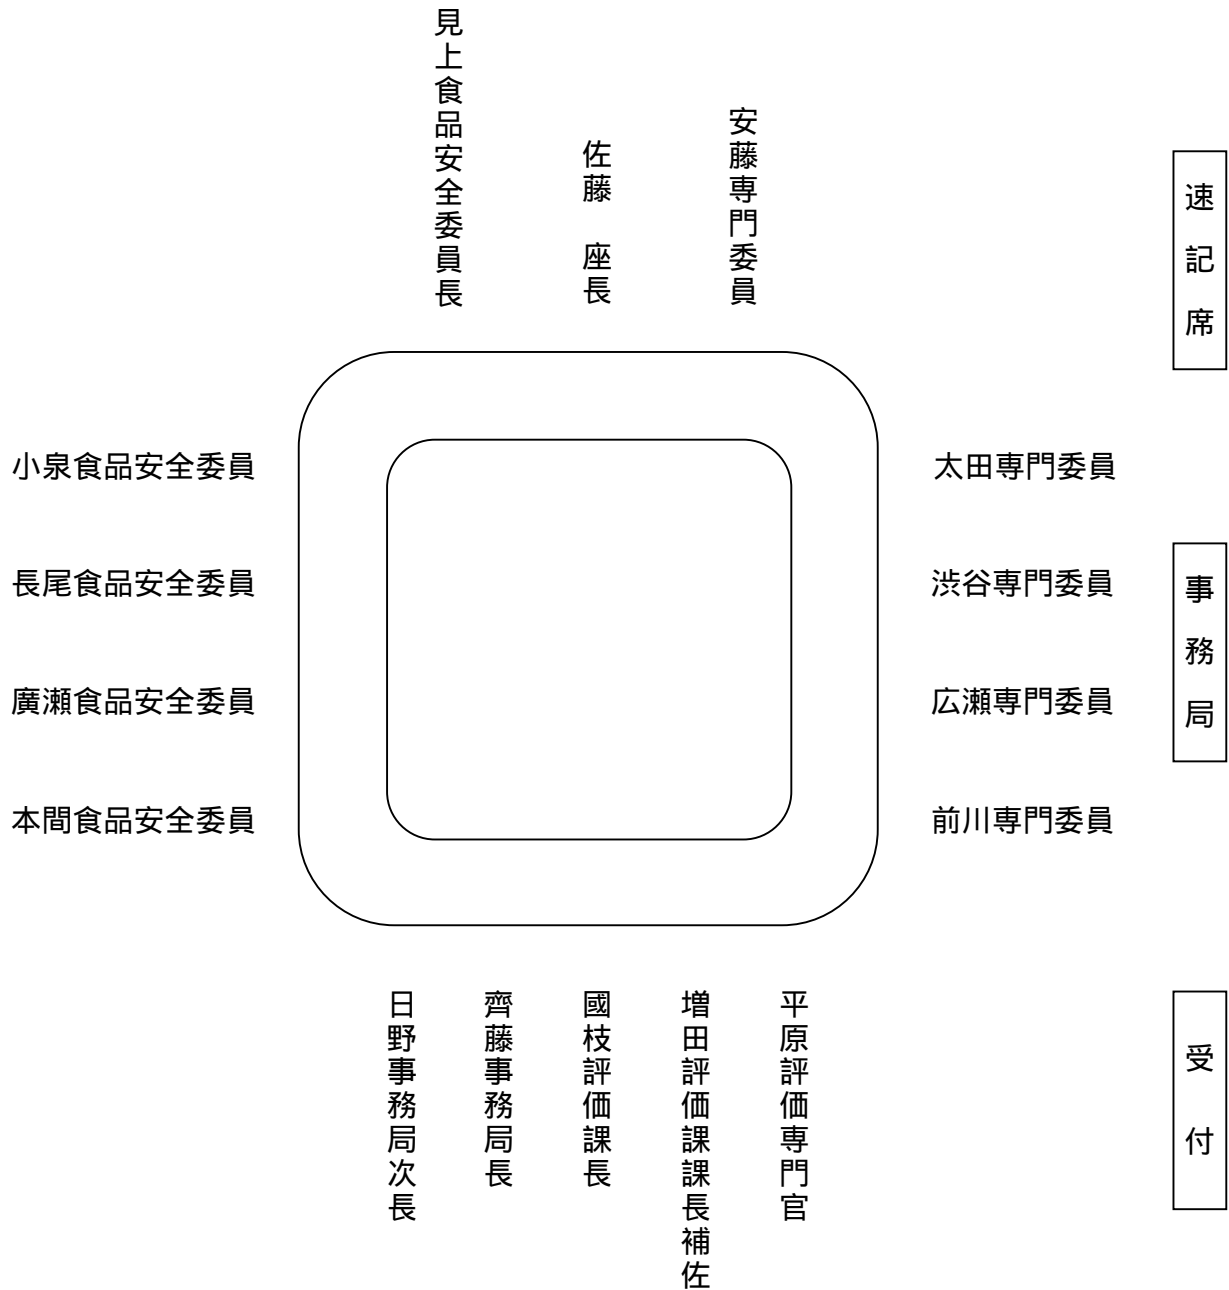 見上食品安全委員長
佐藤　座長
安藤専門委員
速記席
小泉食品安全委員
太田専門委員
長尾食品安全委員
渋谷専門委員
事務局
廣瀬食品安全委員
広瀬専門委員
本間食品安全委員
前川専門委員
日野事務局次長
齊藤事務局長
國枝評価課長
増田評価課課長補佐
平原評価専門官
受付